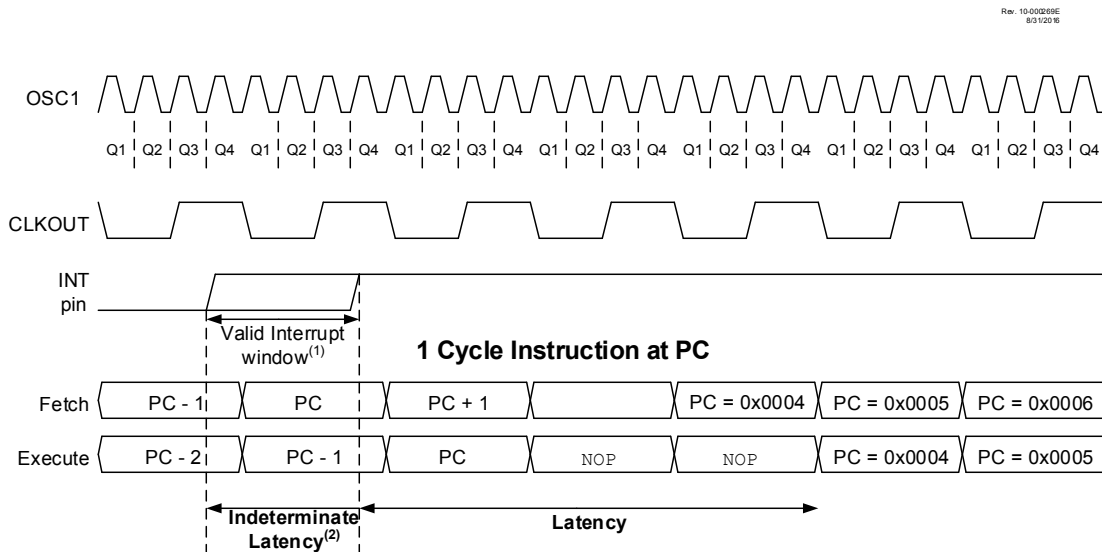 Rev. 10-000269E
8/31/2016
OSC1
Q1 Q2 Q3 Q4 Q1 Q2 Q3 Q4 Q1 Q2 Q3 Q4 Q1 Q2 Q3 Q4 Q1 Q2 Q3 Q4 Q1 Q2 Q3 Q4 Q1 Q2 Q3 Q4
CLKOUT
INT
pin
Valid Interrupt
window(1)
1 Cycle Instruction at PC
Fetch PC - 1 PC PC + 1 PC = 0x0004 PC = 0x0005 PC = 0x0006
Execute PC - 2 PC - 1 PC NOP NOP PC = 0x0004 PC = 0x0005
Indeterminate
Latency(2)
Latency